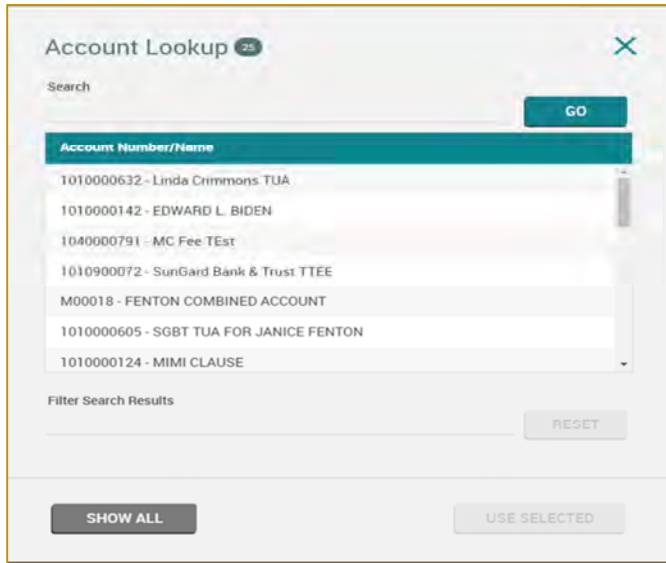 Account Lookup 25
Search
GO
Account Number/Name
1010000632 - Linda Crimmons TUA
1010000142 - EDWARD L. BIDEN
1040000791 - MC Fee TEst
1010900072 - SunGard Bank & Trust TTEE
M00018 - FENTON COMBINED ACCOUNT
1010000605 - SGBT TUA FOR JANICE FENTON
1010000124 - MIMI CLAUSE
Filter Search Results
RESET
SHOW ALL USE SELECTED